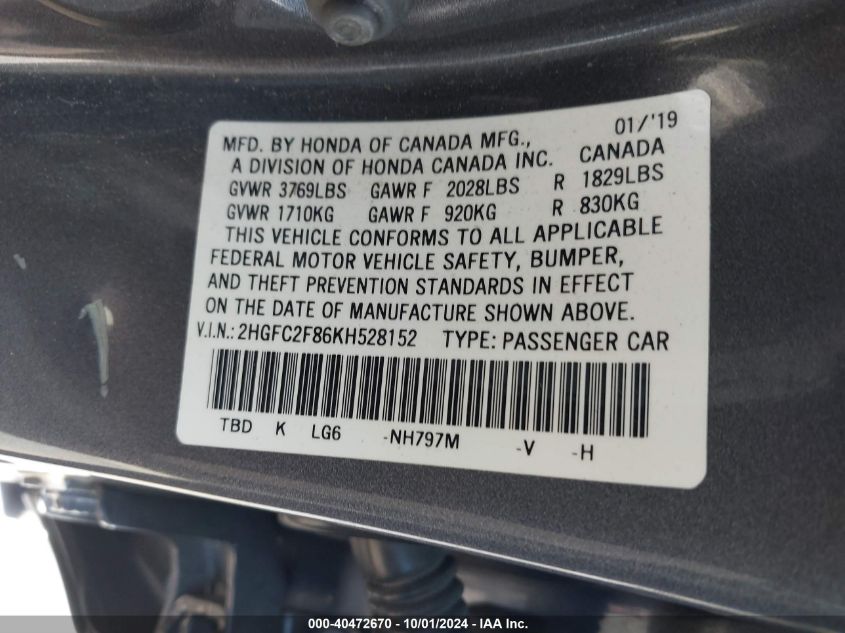 01/'19
MFD. BY HONDA OF CANADA MFG.,
A DIVISION OF HONDA CANADA INC. CANADA
GVWR 3769LBS GAWR F 2028LBS R 1829LBS
GVWR 1710KG GAWR F 920KG R 830KG
THIS VEHICLE CONFORMS TO ALL APPLICABLE
FEDERAL MOTOR VEHICLE SAFETY, BUMPER,
AND THEFT PREVENTION STANDARDS IN EFFECT
ON THE DATE OF MANUFACTURE SHOWN ABOVE.
V.I.N.: 2HGFC2F86KH528152 TYPE: PASSENGER CAR
TBD K LG6 -NH797M -V -H
000-40472670 - 10/01/2024 - IAA Inc.